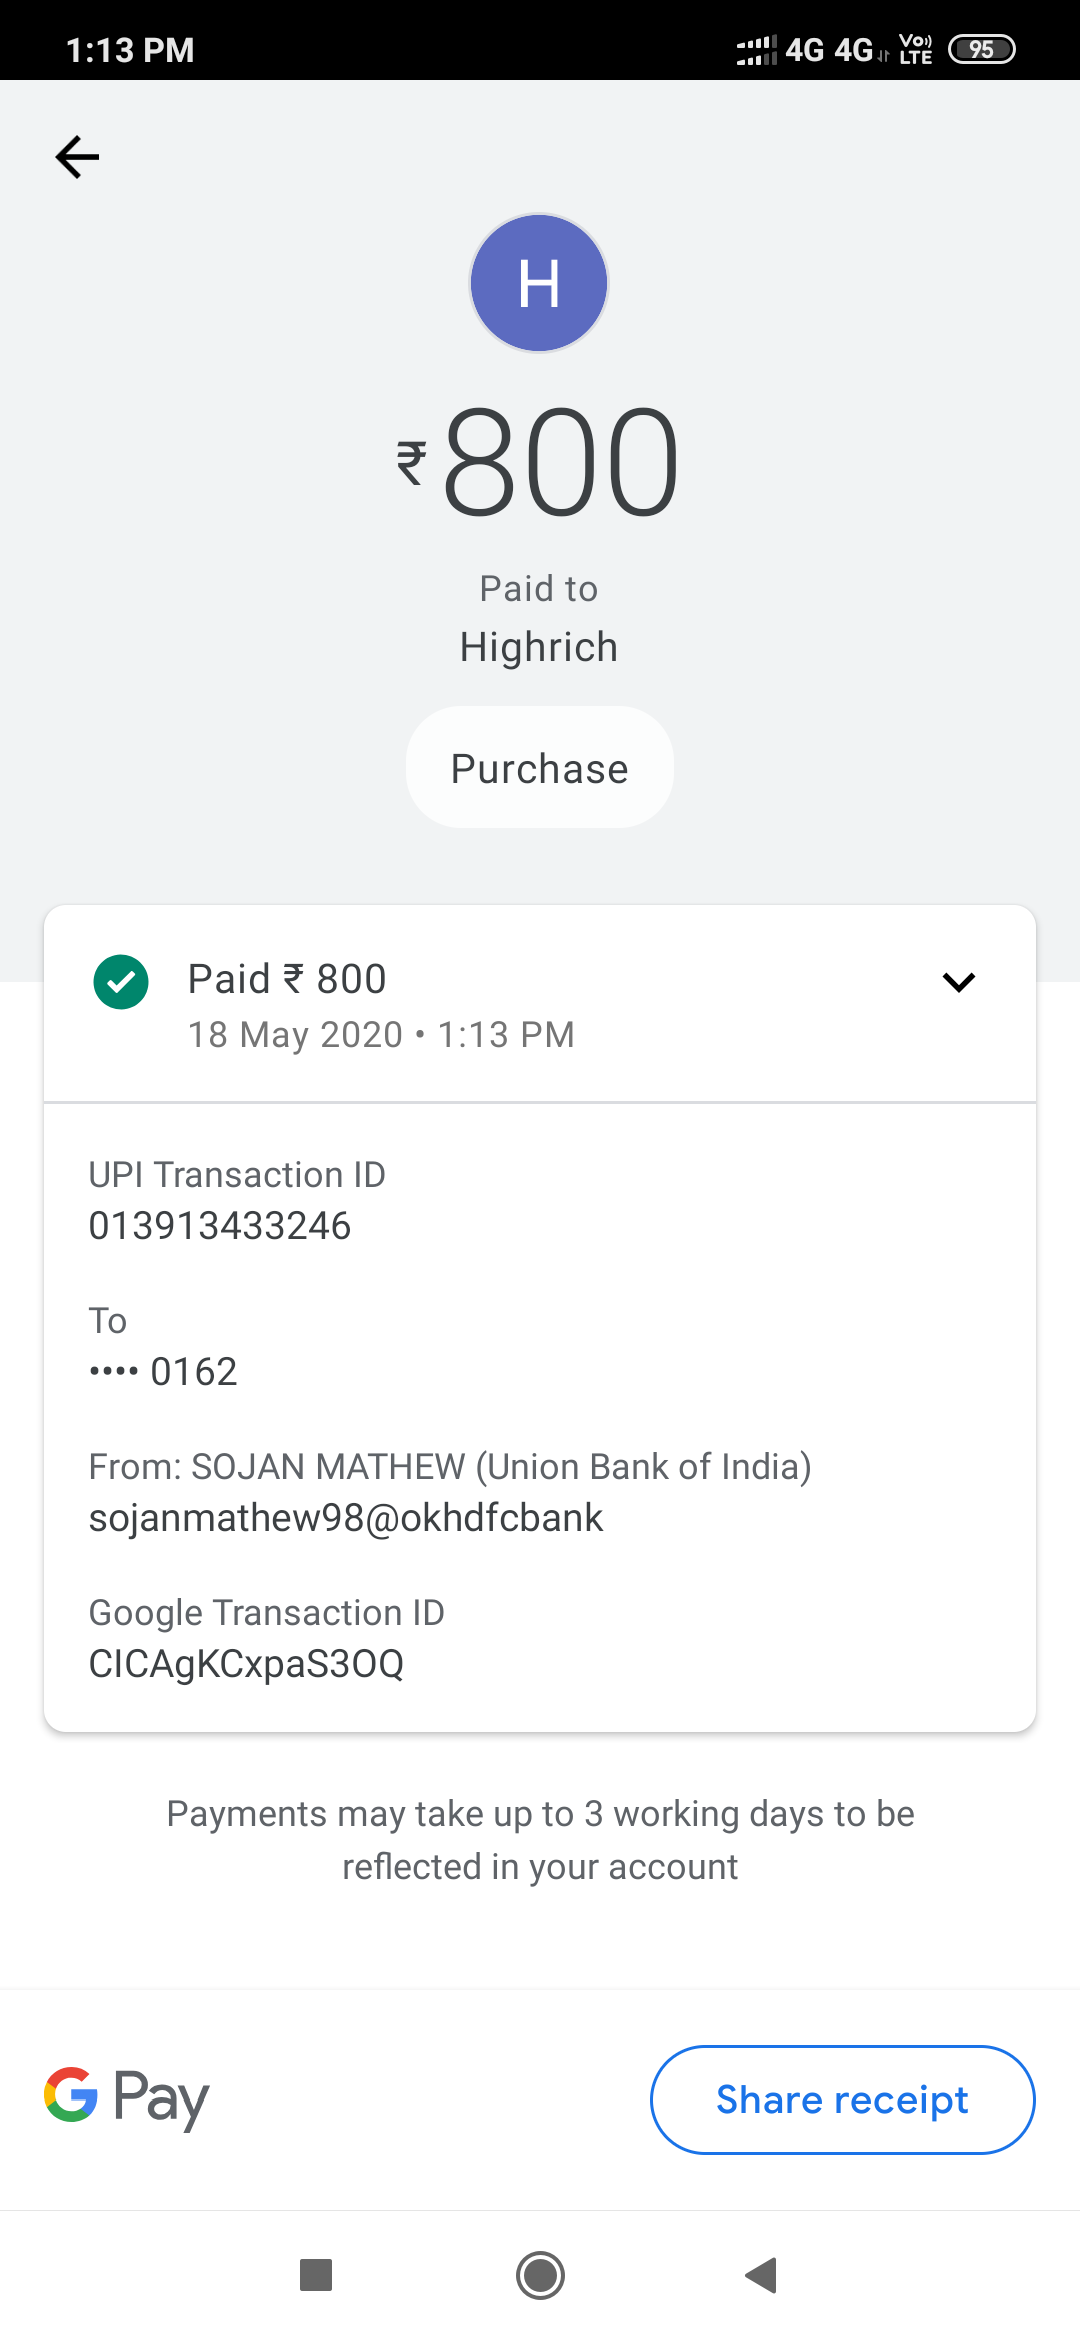 1:13 PM
4G 4G Vo)) LTE 95
H
₹800
Paid to
Highrich
Purchase
Paid ₹ 800
18 May 2020 • 1:13 PM
UPI Transaction ID
013913433246
To
•••• 0162
From: SOJAN MATHEW (Union Bank of India)
sojanmathew98@okhdfcbank
Google Transaction ID
CICAgKCxpaS3OQ
Payments may take up to 3 working days to be
reflected in your account
G Pay
Share receipt